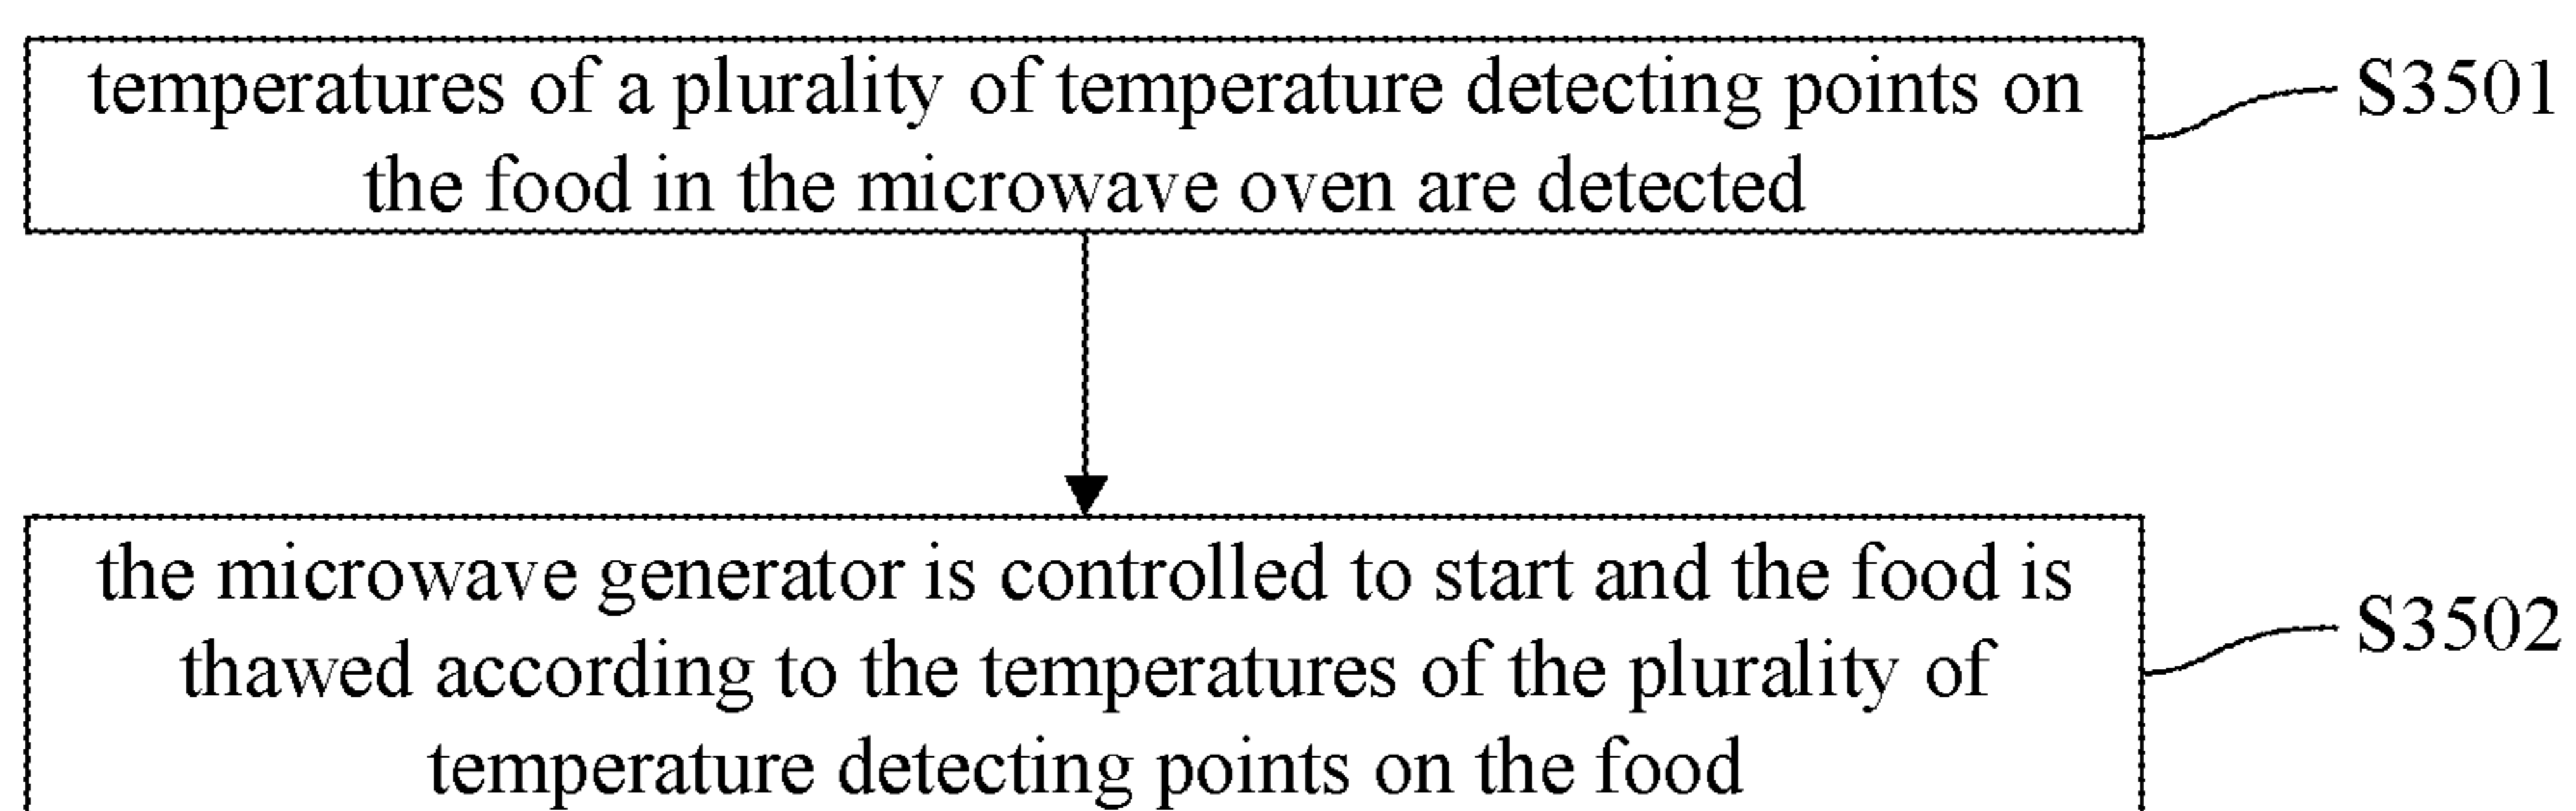 temperatures of a plurality of temperature detecting points on
the food in the microwave oven are detected
S3501
the microwave generator is controlled to start and the food is
thawed according to the temperatures of the plurality of
temperature detecting points on the food
S3502